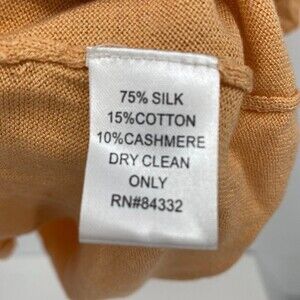 75% SILK
15%COTTON
10%CASHMERE
DRY CLEAN
ONLY
RN#84332